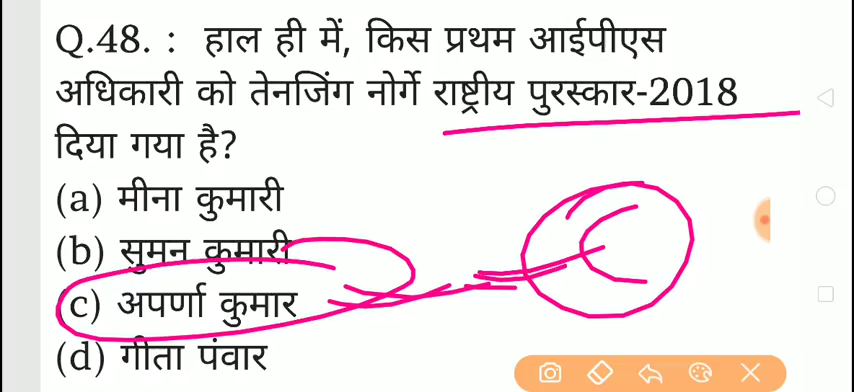 Q.48. : हाल ही में, किस प्रथम आईपीएस
अधिकारी को तेनजिंग नोर्गे राष्ट्रीय पुरस्कार-2018
दिया गया है?
(a) मीना कुमारी
(b) सुमन कुमारी
(c) अपर्णा कुमार
(d) गीता पंवार